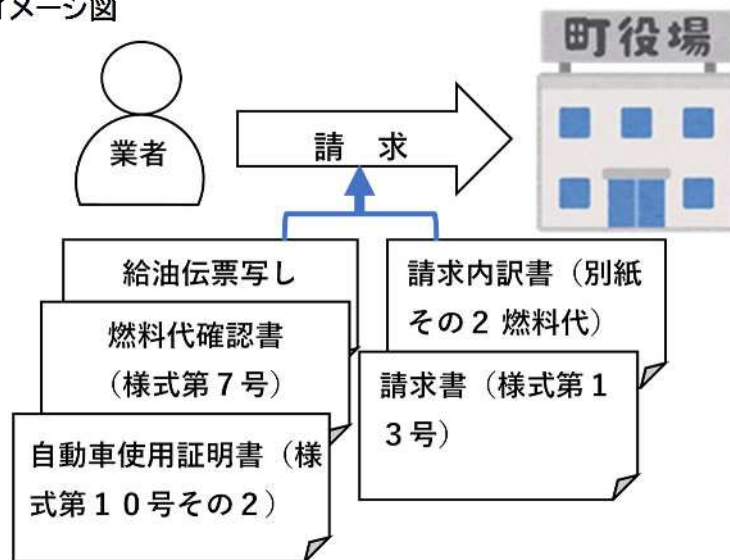 イメージ図
町役場
業者
請 求
給油伝票写し
燃料代確認書
(様式第７号)
自動車使用証明書（様
式第１０号その２）
請求内訳書（別紙
その２ 燃料代）
請求書（様式第１
３号）